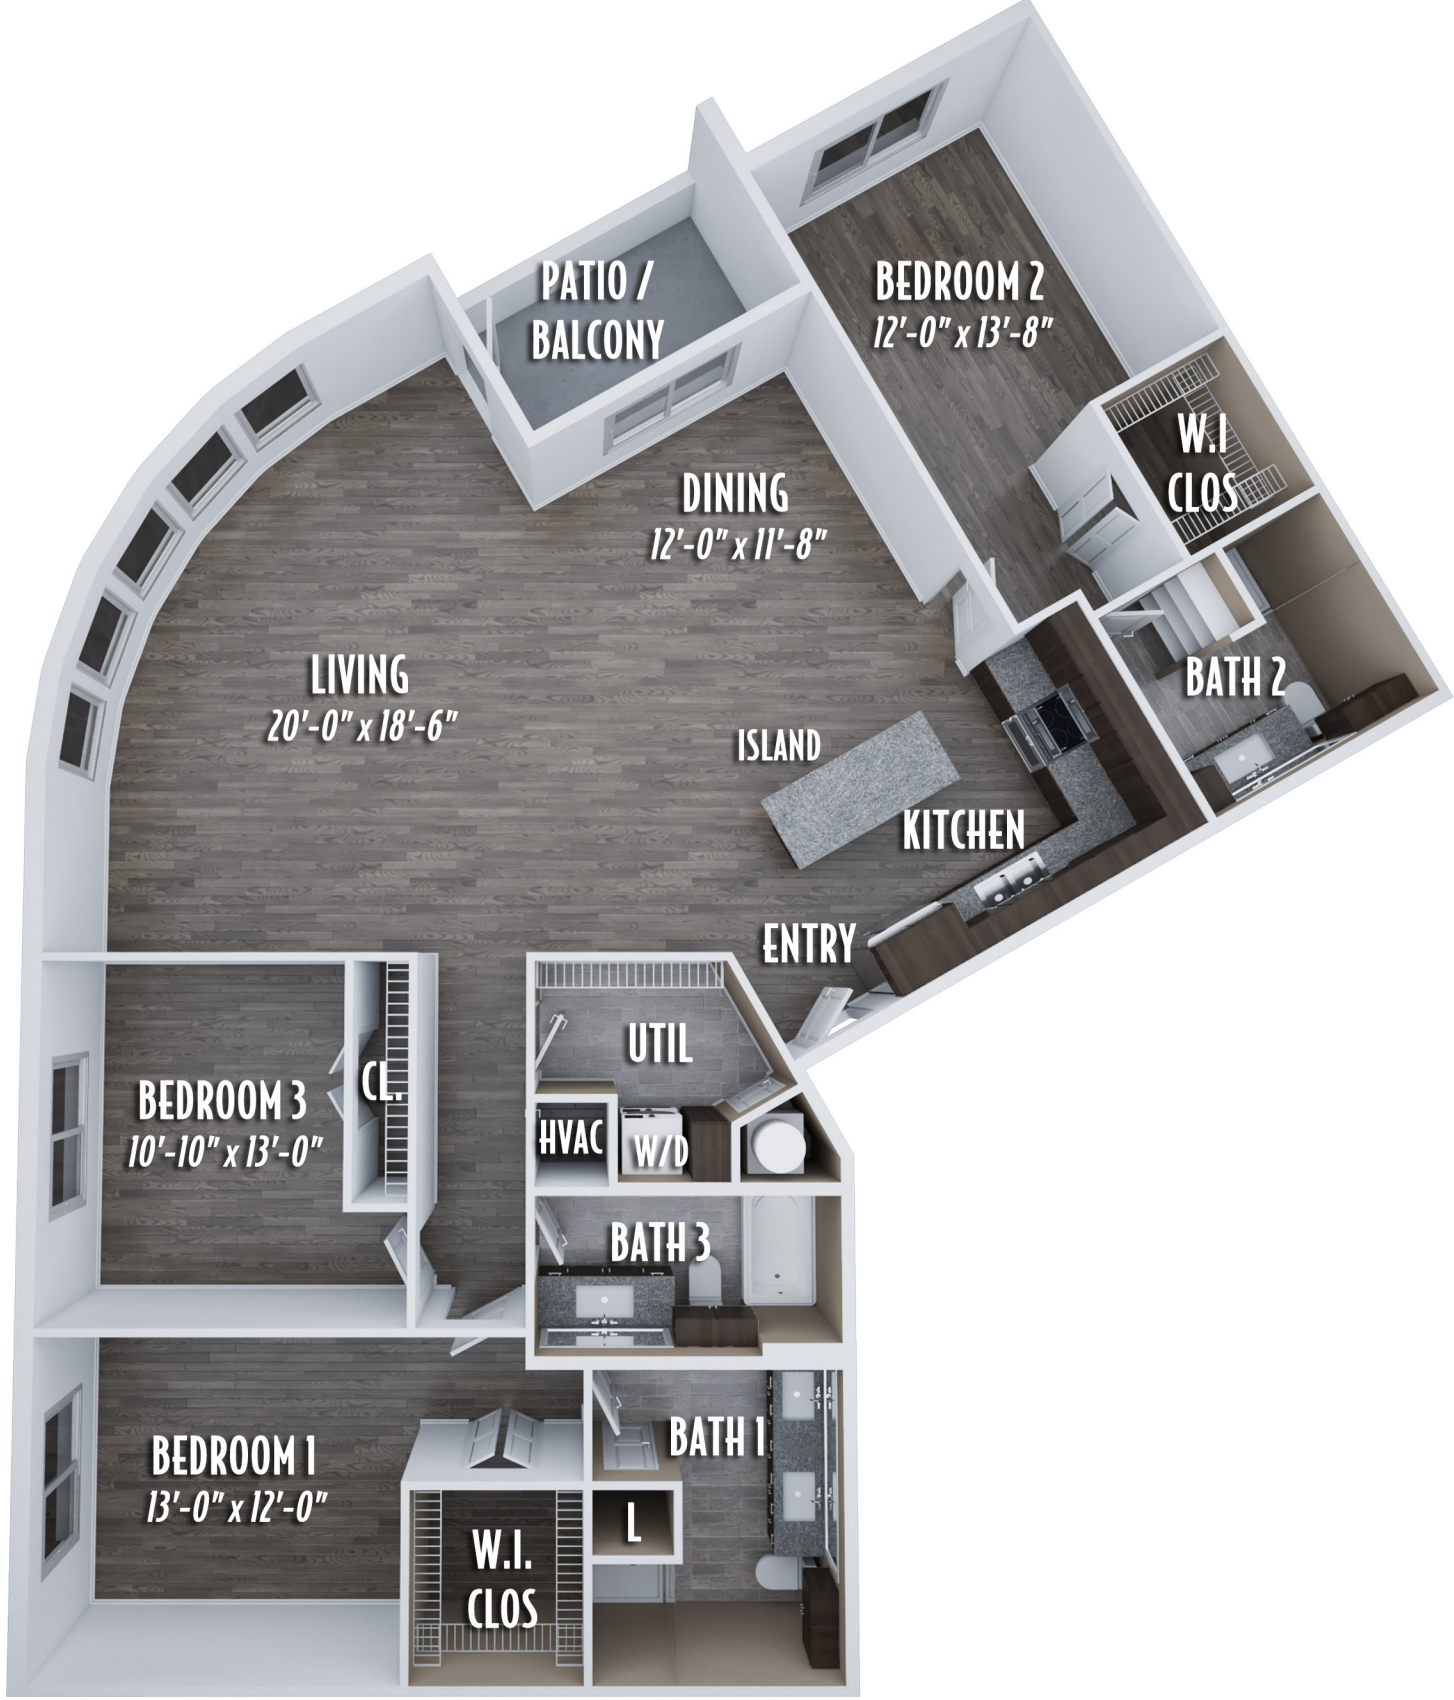 PATIO /
BALCONY
BEDROOM 2
12'-0" x 13'-8"
W.I
CLOS
DINING
12'-0" x 11'-8"
BATH 2
LIVING
20'-0" x 18'-6"
ISLAND
KITCHEN
ENTRY
UTIL
CL.
BEDROOM 3
10'-10" x 13'-0"
HVAC
W/D
BATH 3
BATH 1
BEDROOM 1
13'-0" x 12'-0"
L
W.I.
CLOS